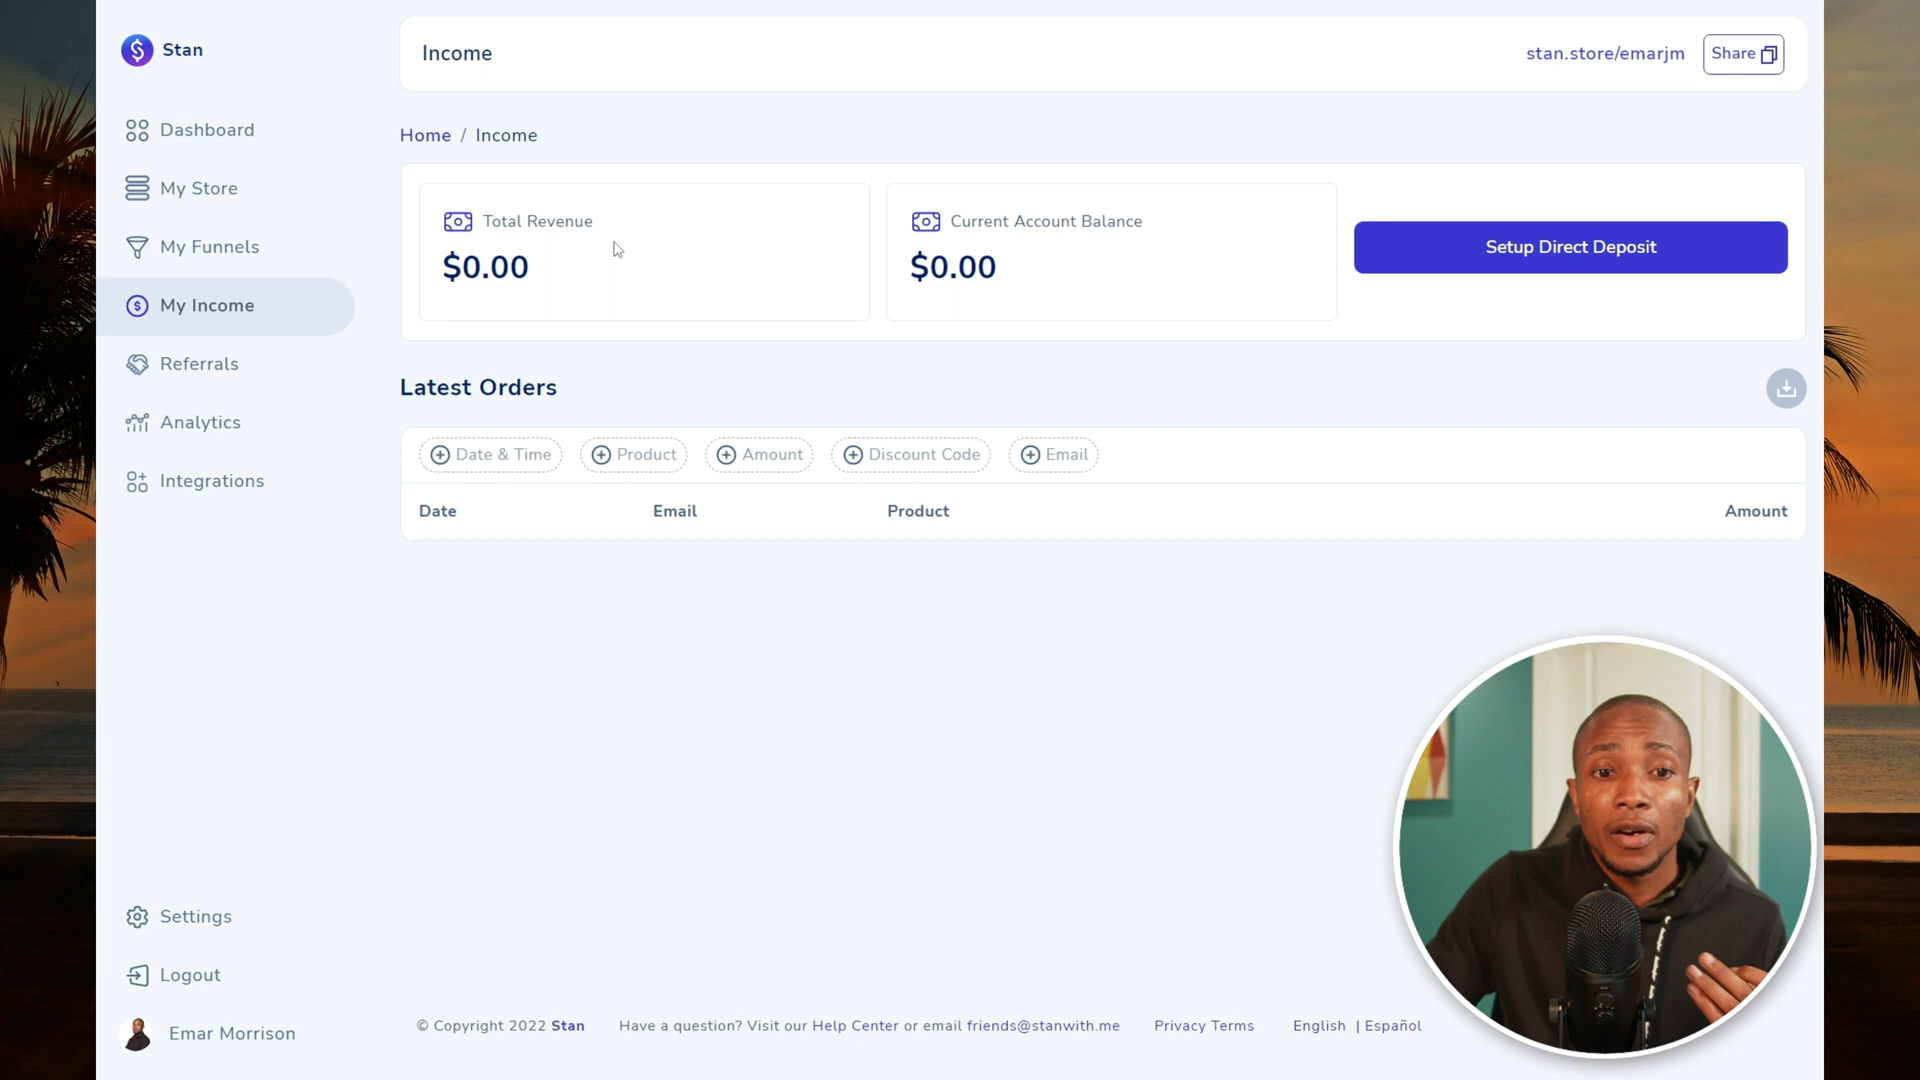 Stan
Income
stan.store/emarjm
Share
Dashboard
My Store
My Funnels
My Income
Referrals
Analytics
Integrations
Settings
Logout
Emar Morrison
Home / Income
Total Revenue
$0.00
Current Account Balance
$0.00
Setup Direct Deposit
Latest Orders
Date & Time
Product
Amount
Discount Code
Email
Date Email Product Amount
© Copyright 2022 Stan Have a question? Visit our Help Center or email friends@stanwith.me Privacy Terms English | Español